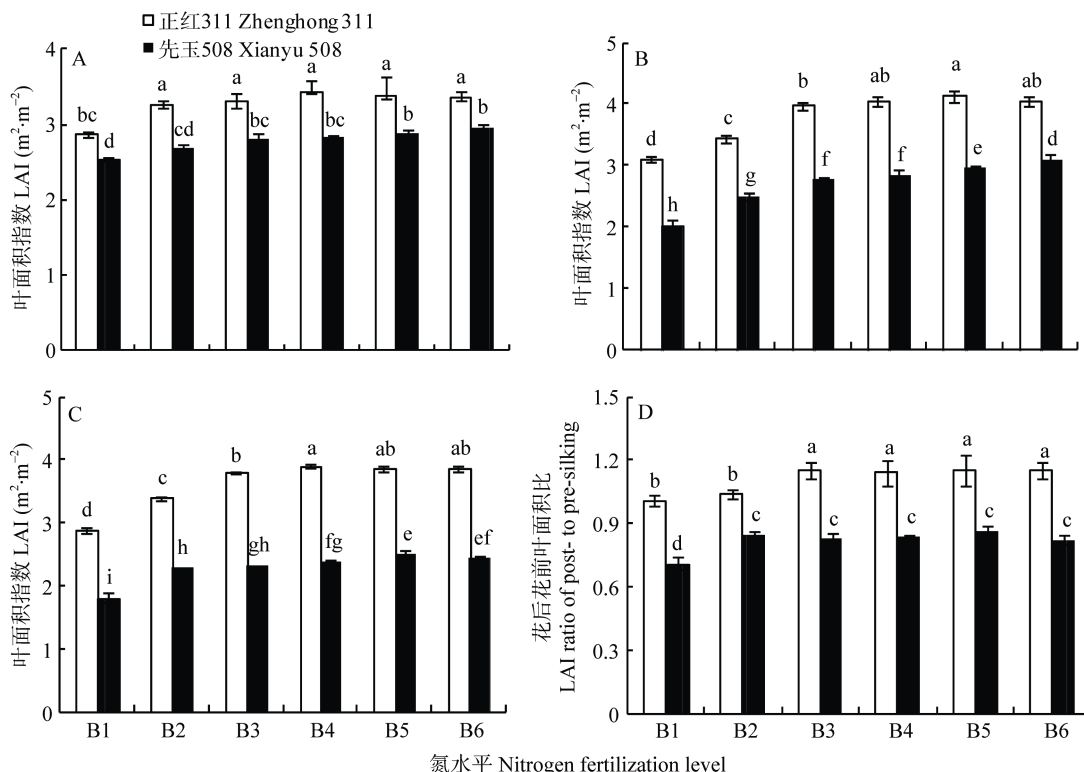 正红311 Zhenghong311
先玉508 Xianyu 508
A
叶面积指数 LAI (m²·m⁻²)
4
3
2
1
0
bc a a a a a
d cd bc bc bc b
B
叶面积指数 LAI (m²·m⁻²)
5
4
3
2
1
0
d c b ab a ab
h g f f e d
C
叶面积指数 LAI (m²·m⁻²)
5
4
3
2
1
0
d c b a ab ab
i h gh fg e ef
B1 B2 B3 B4 B5 B6
D
花后花前叶面积比
LAI ratio of post- to pre-silking
1.5
1.2
0.9
0.6
0.3
0
b b a a a a
d c c c c c
B1 B2 B3 B4 B5 B6
氮水平 Nitrogen fertilization level